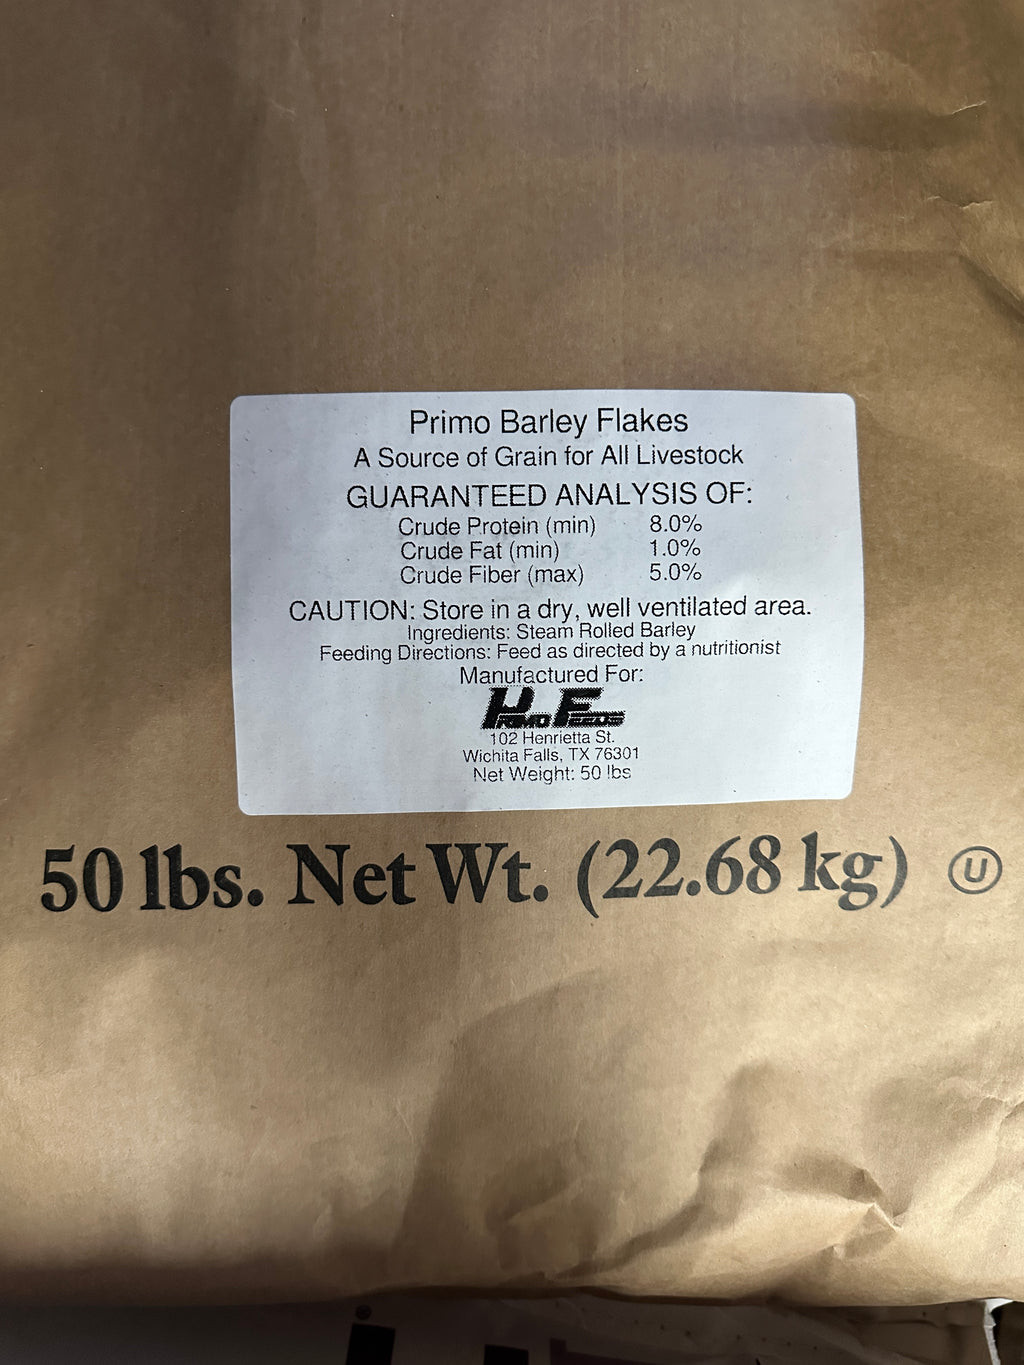 Primo Barley Flakes
A Source of Grain for All Livestock
GUARANTEED ANALYSIS OF:
Crude Protein (min) 8.0%
Crude Fat (min) 1.0%
Crude Fiber (max) 5.0%
CAUTION: Store in a dry, well ventilated area.
Ingredients: Steam Rolled Barley
Feeding Directions: Feed as directed by a nutritionist
Manufactured For:
PRIMO FEEDS
102 Henrietta St.
Wichita Falls, TX 76301
Net Weight: 50 lbs
50 lbs. Net Wt. (22.68 kg) Ⓤ
®